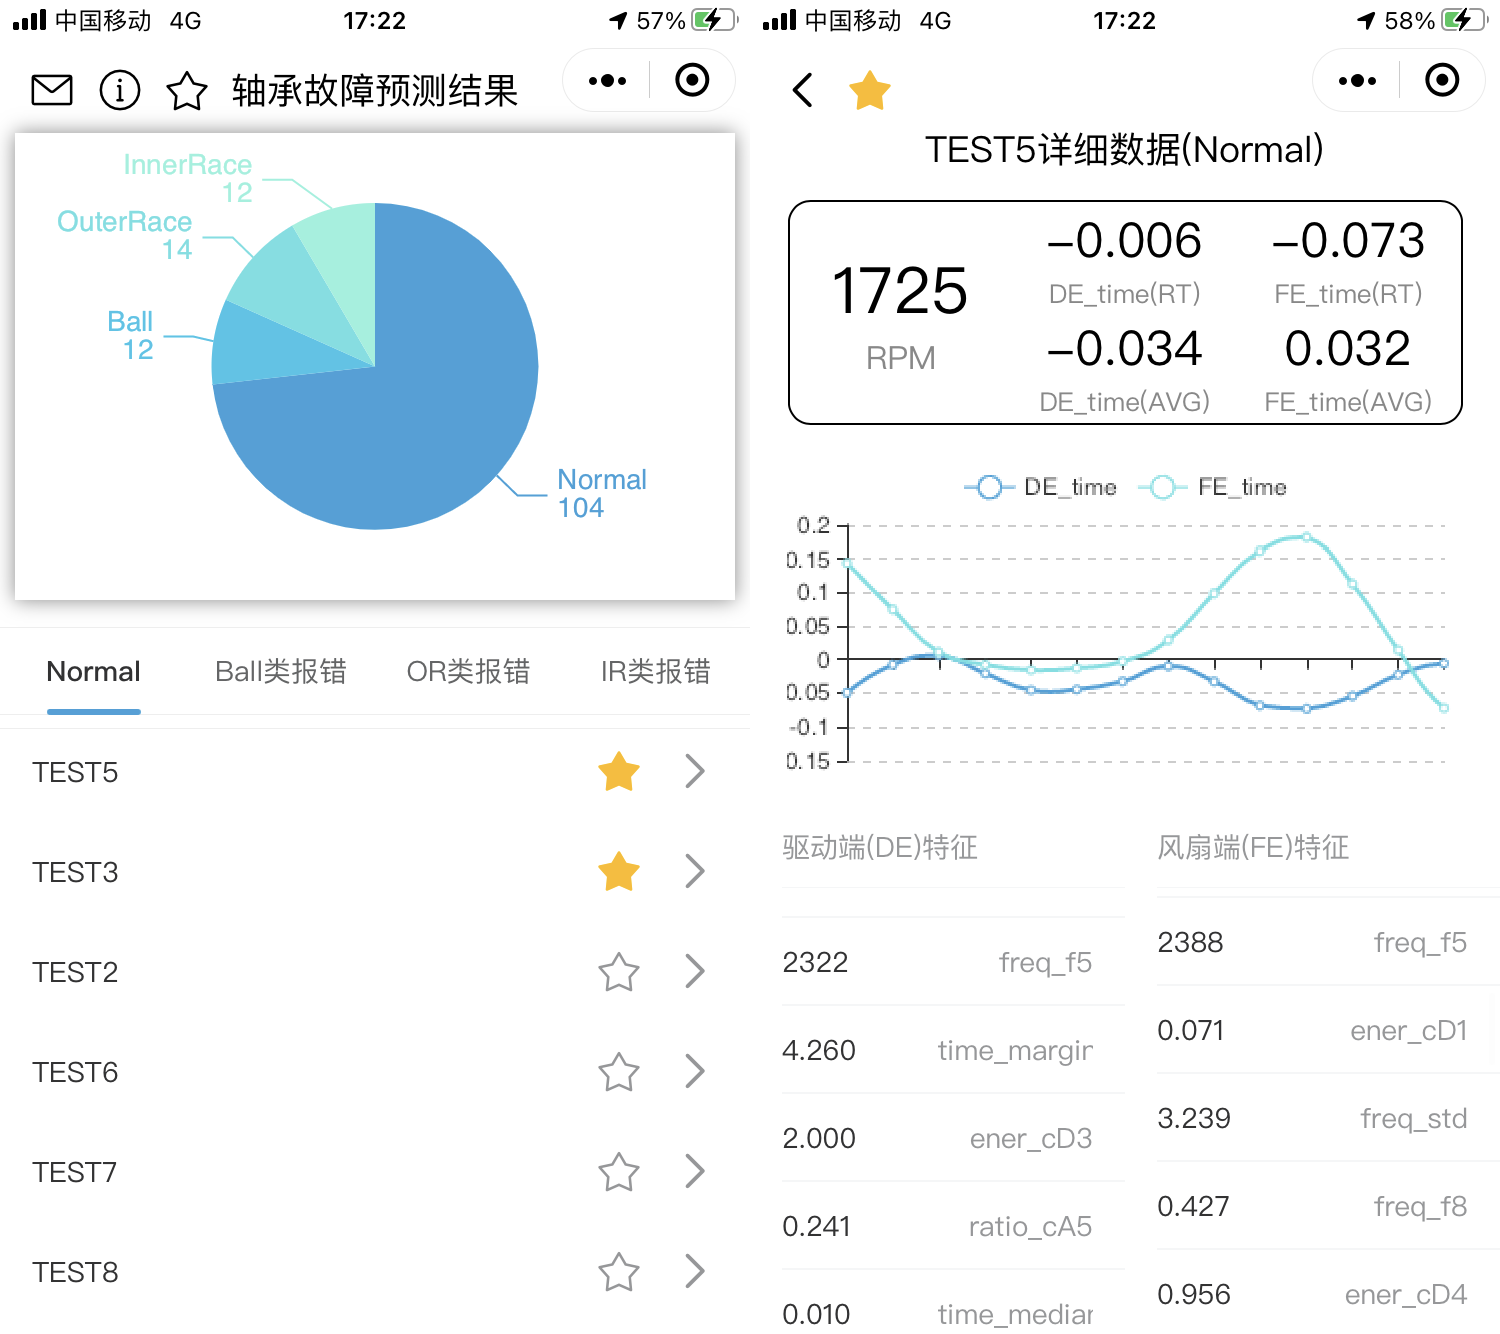 中国移动 4G 17:22 57%
轴承故障预测结果
InnerRace
12
OuterRace
14
Ball
12
Normal
104
Normal Ball类报错 OR类报错 IR类报错
TEST5
TEST3
TEST2
TEST6
TEST7
TEST8
中国移动 4G 17:22 58%
TEST5详细数据(Normal)
1725
RPM
-0.006
DE_time(RT)
-0.073
FE_time(RT)
-0.034
DE_time(AVG)
0.032
FE_time(AVG)
DE_time FE_time
0.2
0.15
0.1
0.05
0
0.05
-0.1
0.15
驱动端(DE)特征
2322 freq_f5
4.260 time_margin
2.000 ener_cD3
0.241 ratio_cA5
0.010 time_median
风扇端(FE)特征
2388 freq_f5
0.071 ener_cD1
3.239 freq_std
0.427 freq_f8
0.956 ener_cD4